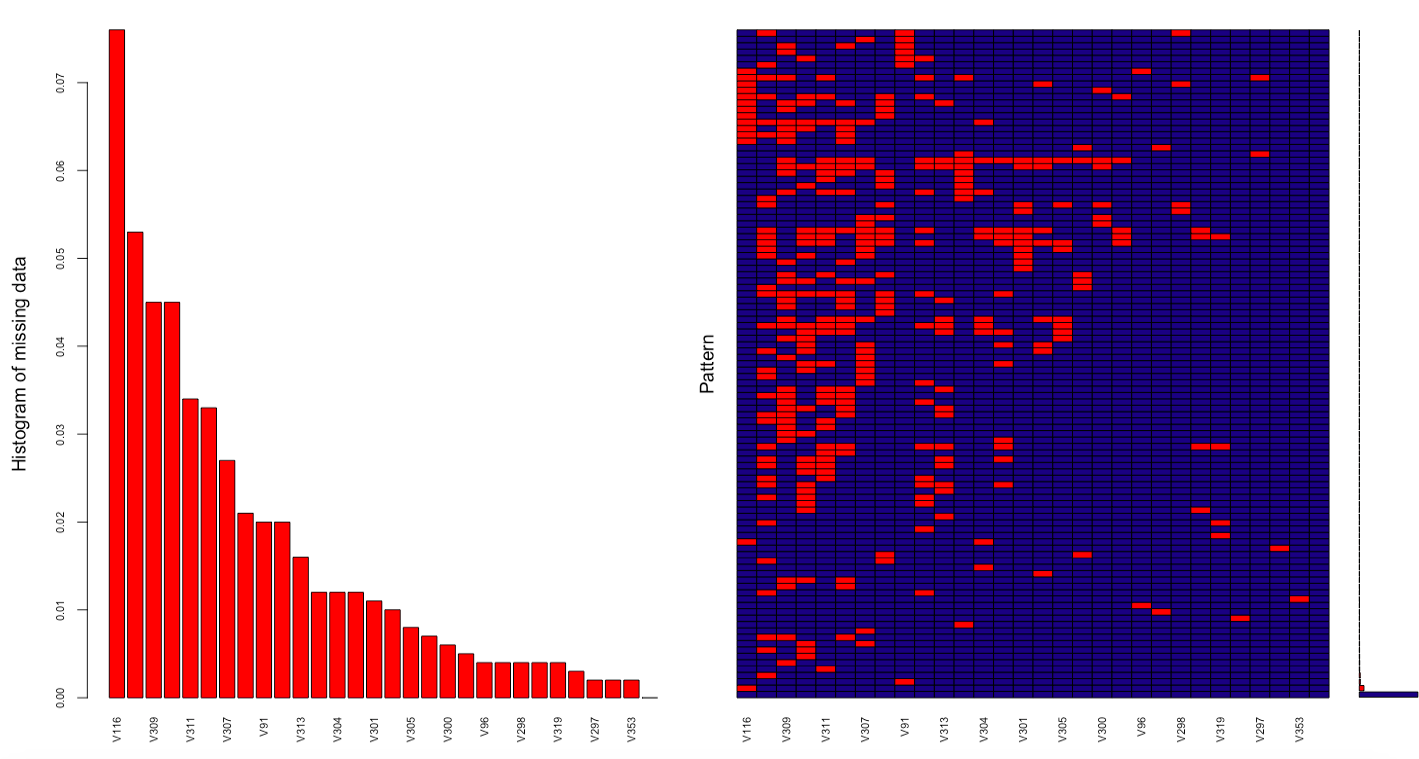 Histogram of missing data
0.07
0.06
0.05
0.04
0.03
0.02
0.01
0.00
V116
V309
V311
V307
V91
V313
V304
V301
V305
V300
V96
V298
V319
V297
V353
Pattern
V116
V309
V311
V307
V91
V313
V304
V301
V305
V300
V96
V298
V319
V297
V353